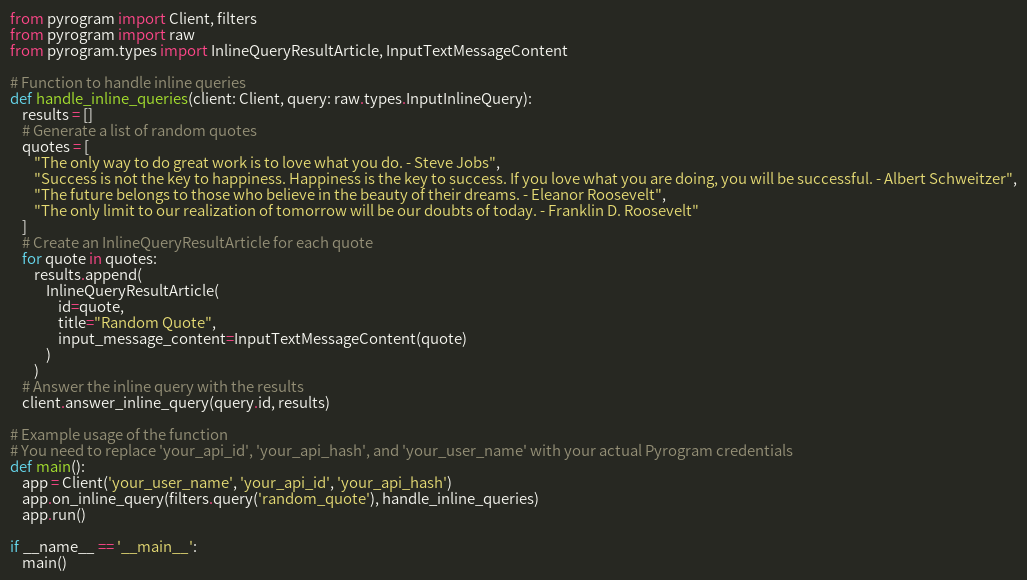 from pyrogram import Client, filters
from pyrogram import raw
from pyrogram.types import InlineQueryResultArticle, InputTextMessageContent

# Function to handle inline queries
def handle_inline_queries(client: Client, query: raw.types.InputInlineQuery):
    results = []
    # Generate a list of random quotes
    quotes = [
        "The only way to do great work is to love what you do. - Steve Jobs",
        "Success is not the key to happiness. Happiness is the key to success. If you love what you are doing, you will be successful. - Albert Schweitzer",
        "The future belongs to those who believe in the beauty of their dreams. - Eleanor Roosevelt",
        "The only limit to our realization of tomorrow will be our doubts of today. - Franklin D. Roosevelt"
    ]
    # Create an InlineQueryResultArticle for each quote
    for quote in quotes:
        results.append(
            InlineQueryResultArticle(
                id=quote,
                title="Random Quote",
                input_message_content=InputTextMessageContent(quote)
            )
        )
    # Answer the inline query with the results
    client.answer_inline_query(query.id, results)

# Example usage of the function
# You need to replace 'your_api_id', 'your_api_hash', and 'your_user_name' with your actual Pyrogram credentials
def main():
    app = Client('your_user_name', 'your_api_id', 'your_api_hash')
    app.on_inline_query(filters.query('random_quote'), handle_inline_queries)
    app.run()

if __name__ == '__main__':
    main()